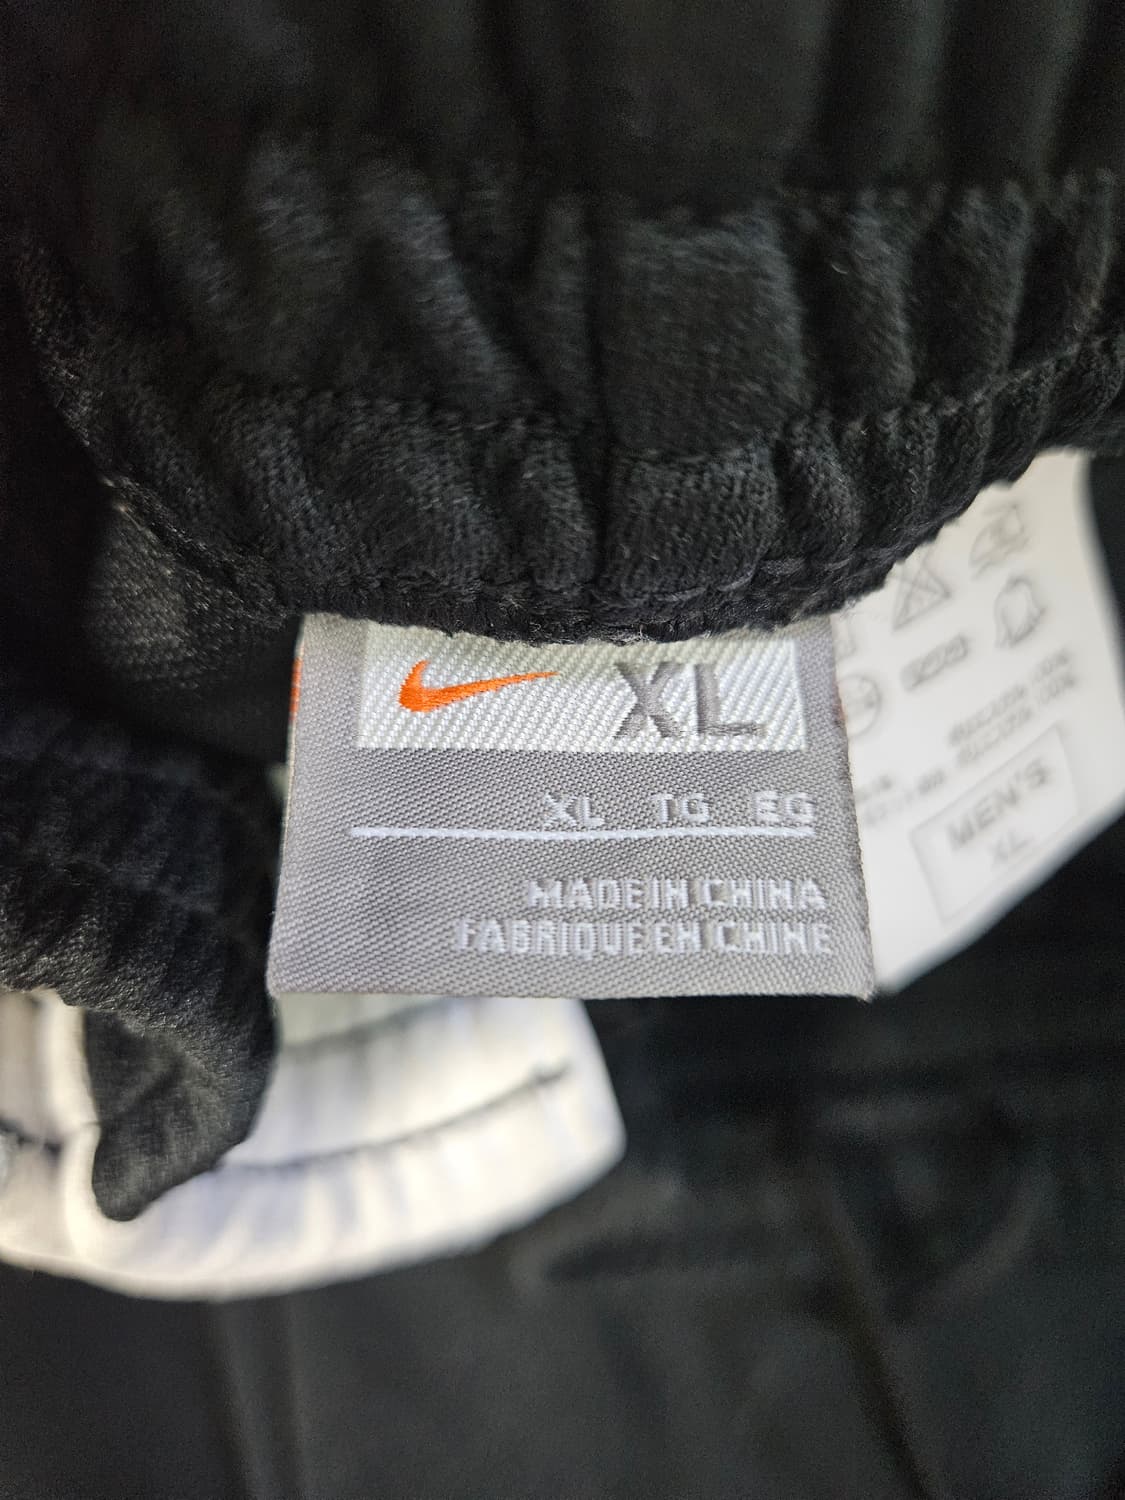 XL
XL TG EG
MADE IN CHINA
FABRIQUE EN CHINE
MEN'S
XL